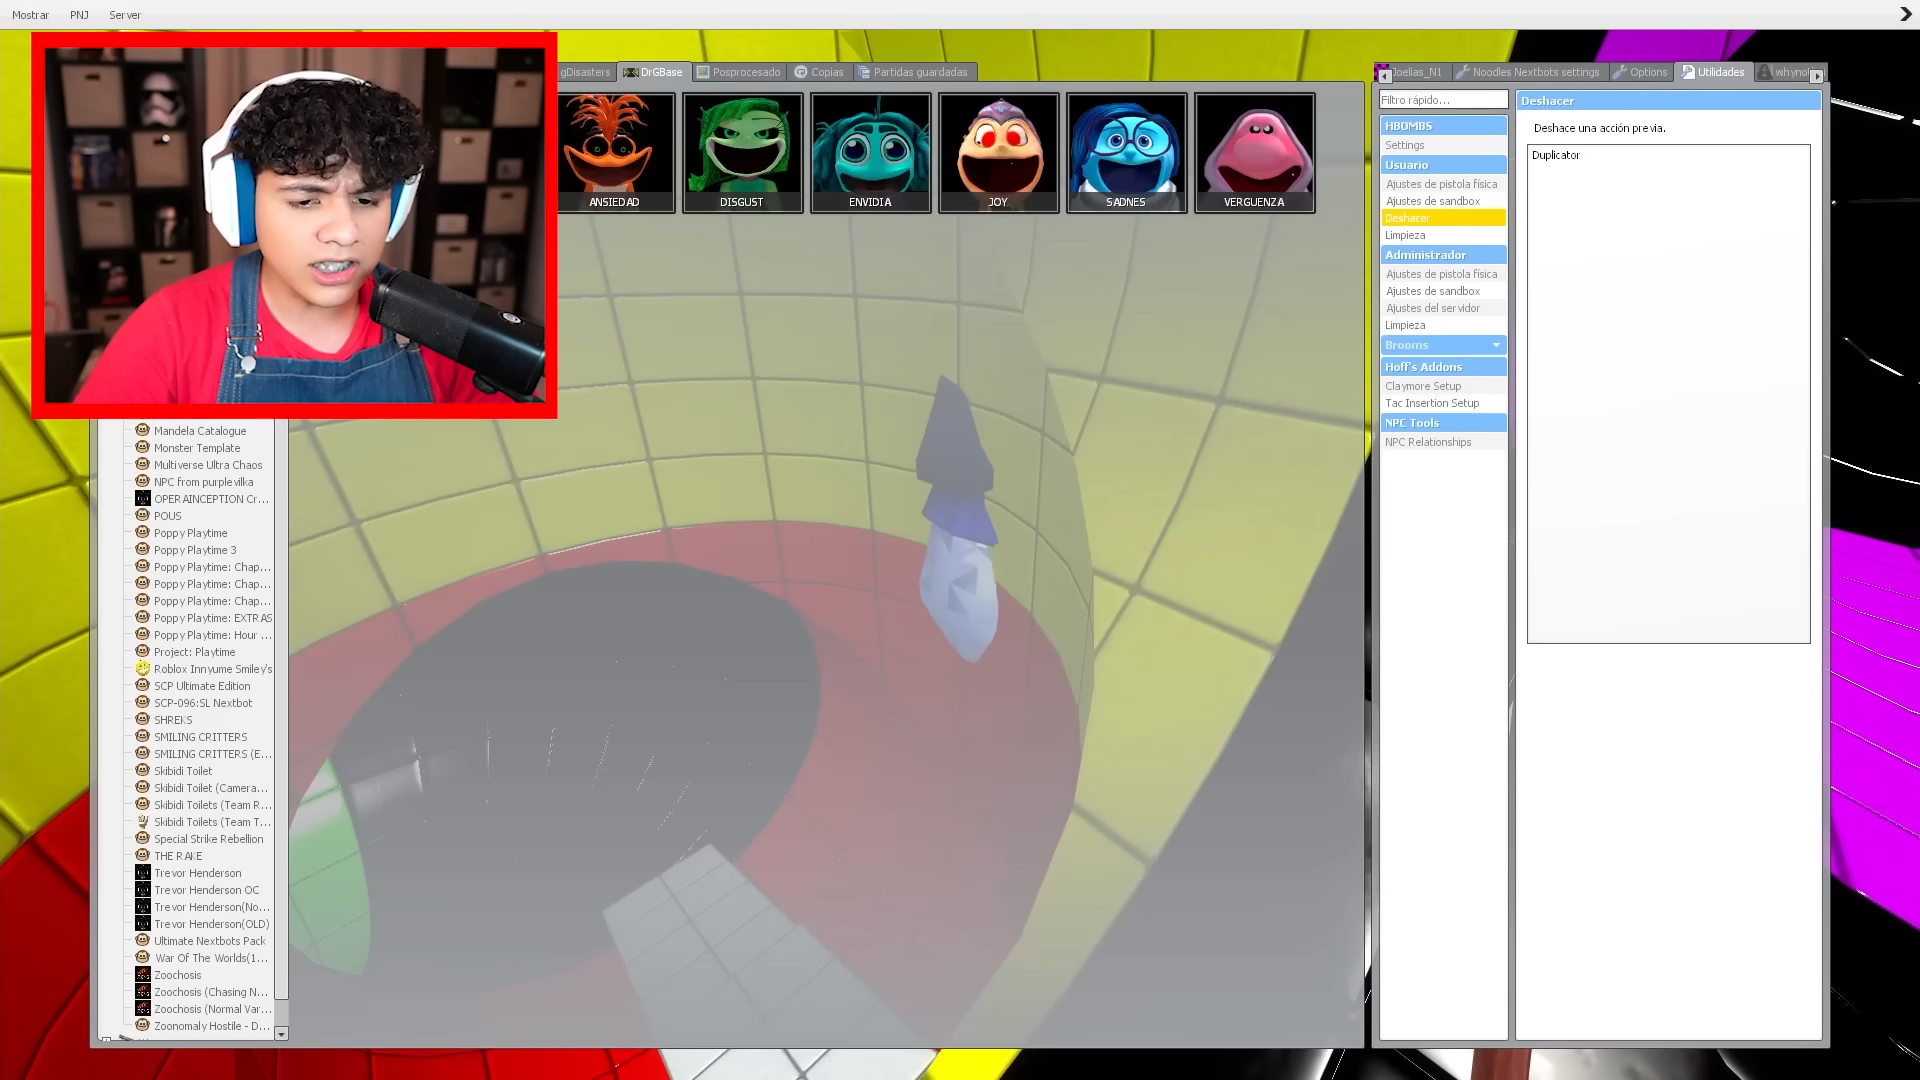 Mostrar PNJ Server
gDisasters DrGBase Posprocesado Copias Partidas guardadas
ANSIEDAD DISGUST ENVIDIA JOY SADNES VERGUENZA
Mandela Catalogue
Monster Template
Multiverse Ultra Chaos
NPC from purplevilka
OPERAINCEPTION Cr...
POUS
Poppy Playtime
Poppy Playtime 3
Poppy Playtime: Chap...
Poppy Playtime: Chap...
Poppy Playtime: Chap...
Poppy Playtime: EXTRAS
Poppy Playtime: Hour ...
Project: Playtime
Roblox Innyume Smiley's
SCP Ultimate Edition
SCP-096:SL Nextbot
SHREKS
SMILING CRITTERS
SMILING CRITTERS (E...
Skibidi Toilet
Skibidi Toilet (Camera...
Skibidi Toilets (Team R...
Skibidi Toilets (Team T...
Special Strike Rebellion
THE RAKE
Trevor Henderson
Trevor Henderson OC
Trevor Henderson(No...
Trevor Henderson(OLD)
Ultimate Nextbots Pack
War Of The Worlds(1...
Zoochosis
Zoochosis (Chasing N...
Zoochosis (Normal Var...
Zoonomaly Hostile - D...
Joelias_N1 Noodles Nextbots settings Options Utilidades
Filtro rápido...
HBOMBS
Settings
Usuario
Ajustes de pistola física
Ajustes de sandbox
Deshacer
Limpieza
Administrador
Ajustes de pistola física
Ajustes de sandbox
Ajustes del servidor
Limpieza
Brooms
Hoff's Addons
Claymore Setup
Tac Insertion Setup
NPC Tools
NPC Relationships
Deshacer
Deshace una acción previa.
Duplicator